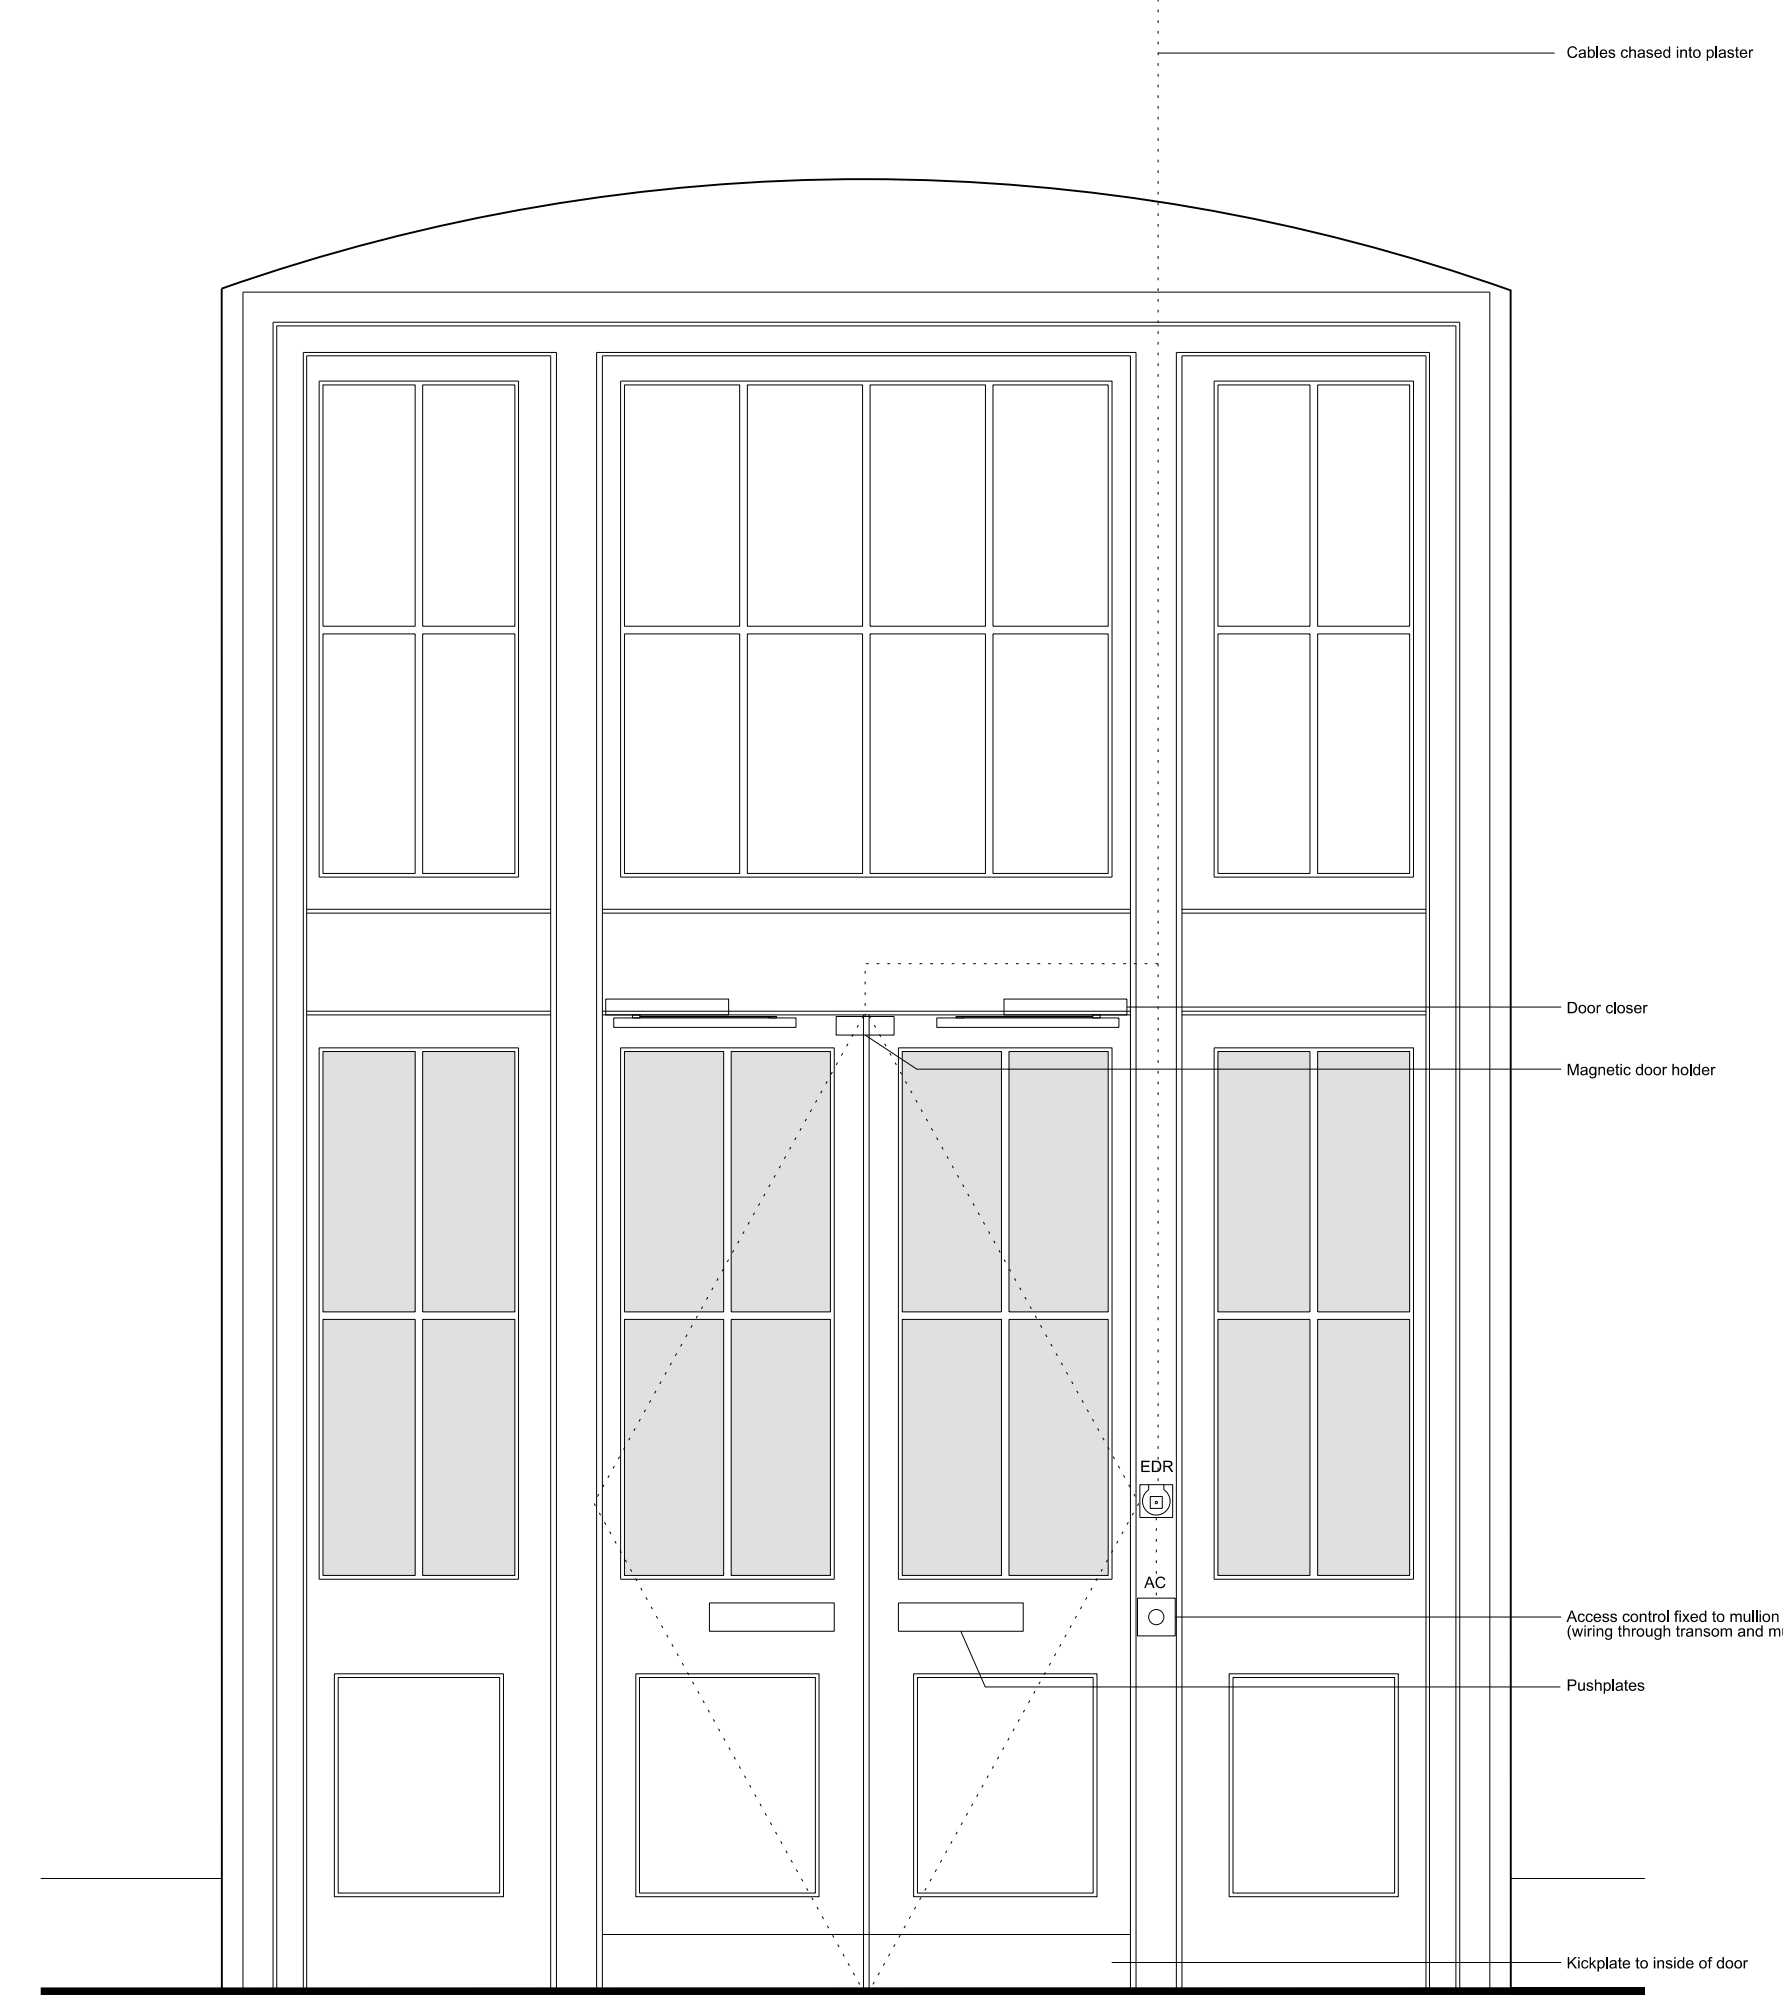 Cables chased into plaster
Door closer
Magnetic door holder
EDR
AC
Access control fixed to mullion
(wiring through transom and
Pushplates
Kickplate to inside of door